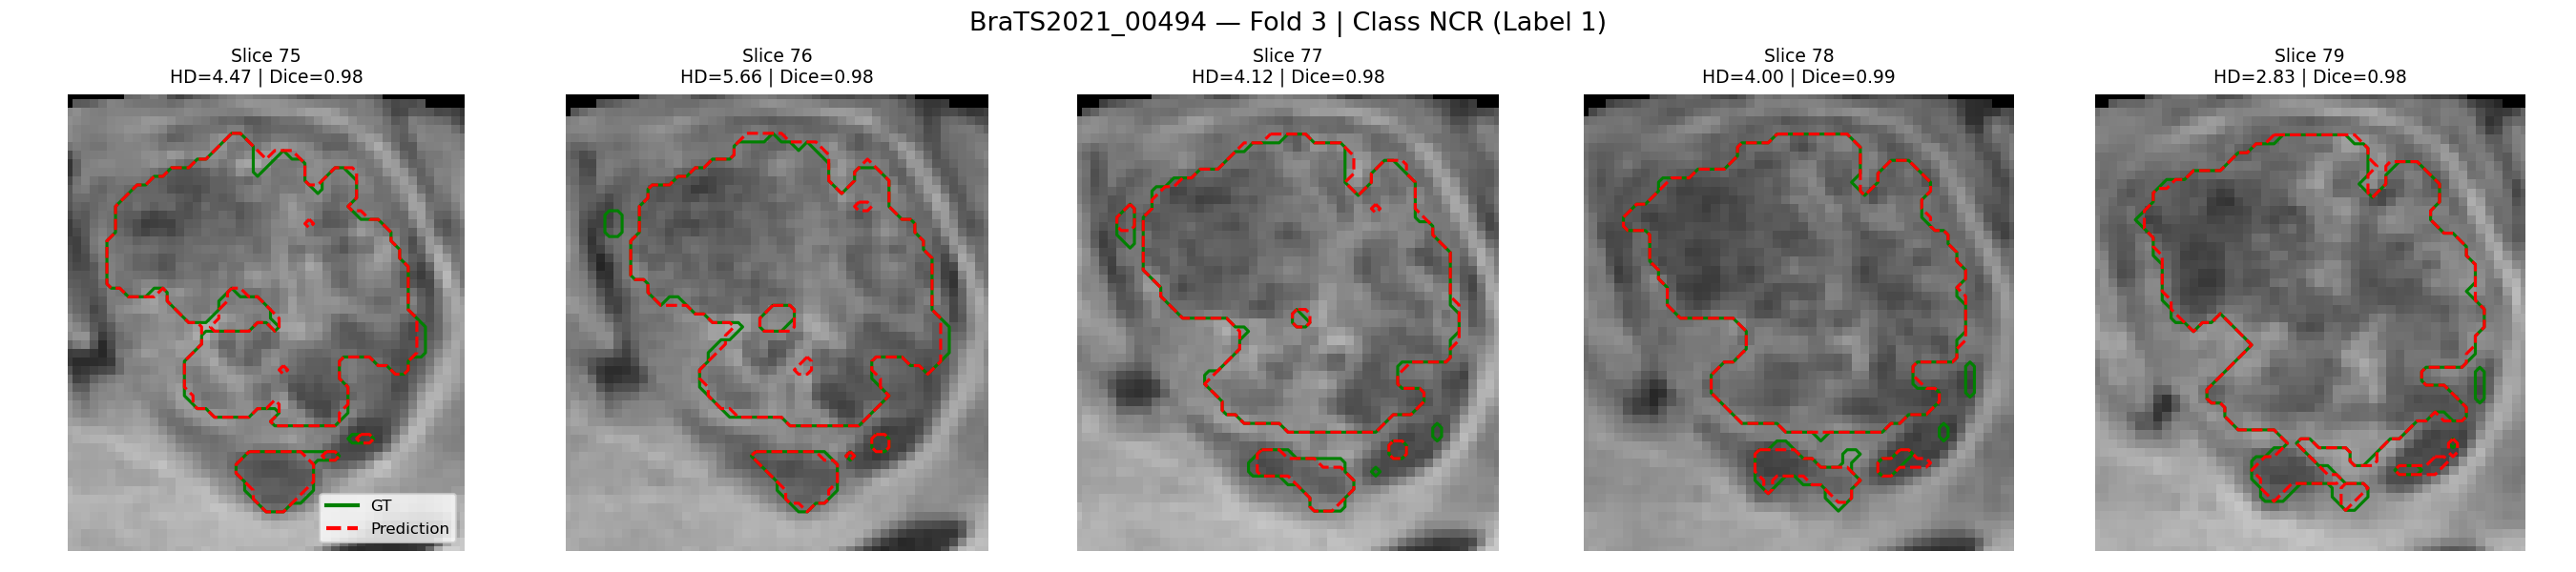 BraTS2021_00494 — Fold 3 | Class NCR (Label 1)
Slice 75
HD=4.47 | Dice=0.98
Slice 76
HD=5.66 | Dice=0.98
Slice 77
HD=4.12 | Dice=0.98
Slice 78
HD=4.00 | Dice=0.99
Slice 79
HD=2.83 | Dice=0.98
GT
Prediction